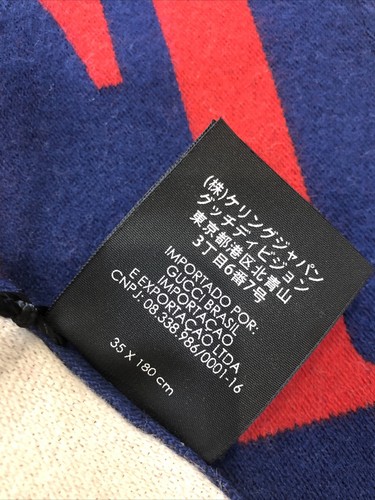 (株)ケリングジャパン
グッチディビジョン
東京都港区北青山
3丁目6番7号
IMPORTADO POR:
GUCCI BRASIL
IMPORTACAO
E EXPORTACAO LTDA
CNPJ: 08.338.986/0001-16
35 X 180 cm